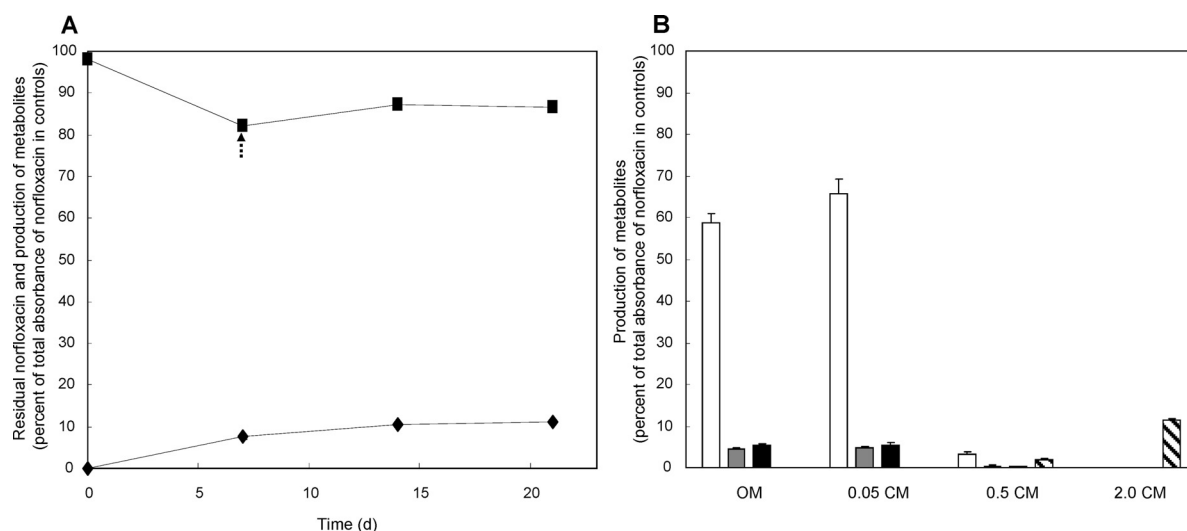 A
Residual norfloxacin and production of metabolites
(percent of total absorbance of norfloxacin in controls)
100
90
80
70
60
50
40
30
20
10
0
0 5 10 15 20
Time (d)
B
Production of metabolites
(percent of total absorbance of norfloxacin in controls)
100
90
80
70
60
50
40
30
20
10
0
OM 0.05 CM 0.5 CM 2.0 CM